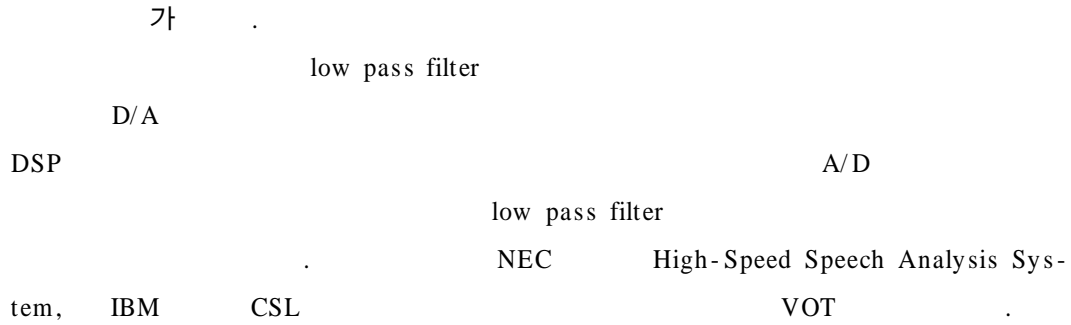 가 .
low pass filter
D/A
DSP A/D
low pass filter
. NEC High-Speed Speech Analysis Sys-
tem, IBM CSL VOT .